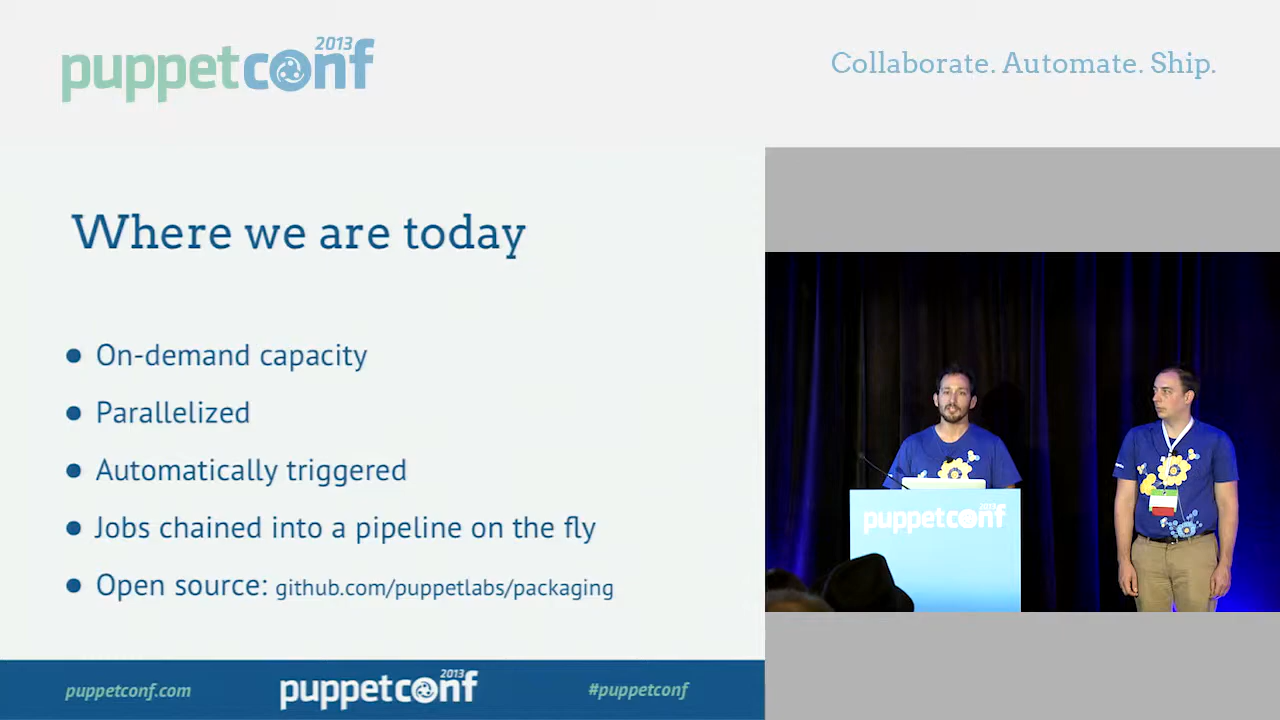 2013
puppetconf
Collaborate. Automate. Ship.
Where we are today
On-demand capacity
Parallelized
Automatically triggered
Jobs chained into a pipeline on the fly
Open source: github.com/puppetlabs/packaging
puppetconf.com
2013
puppetconf
#puppetconf
2013
puppetconf